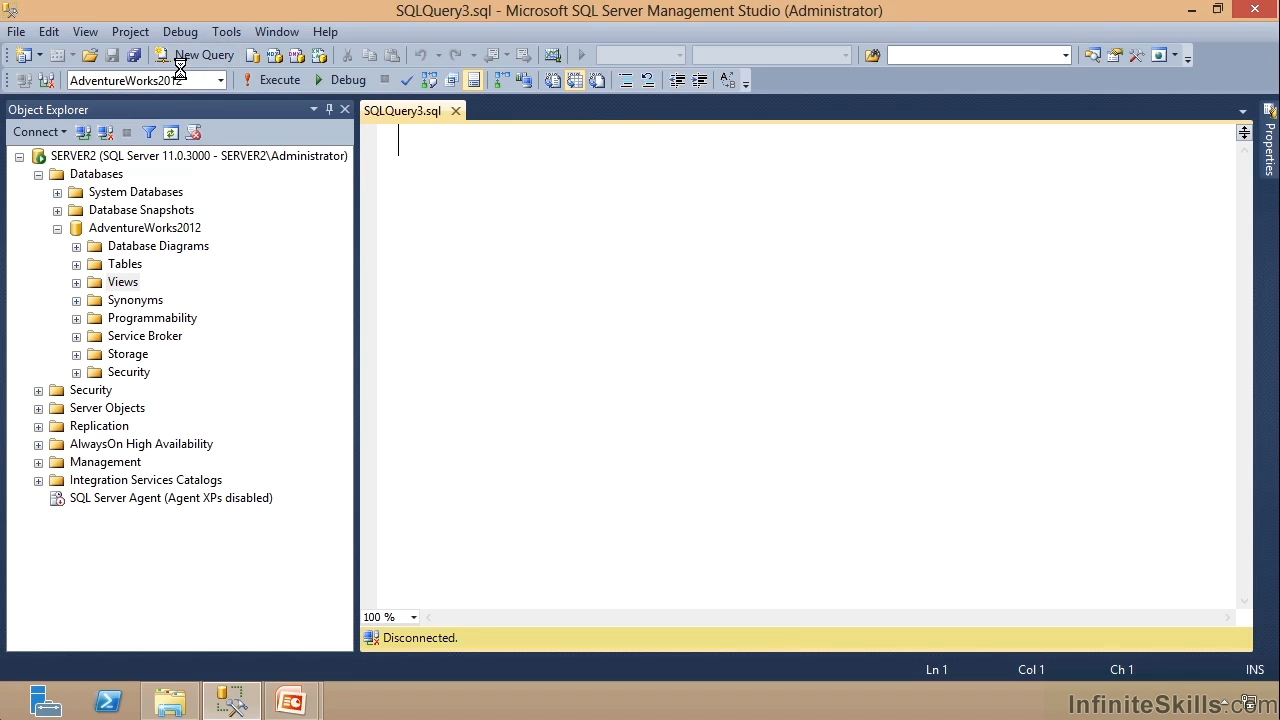 SQLQuery3.sql - Microsoft SQL Server Management Studio (Administrator)
File Edit View Project Debug Tools Window Help
New Query
AdventureWorks2012 Execute Debug
Object Explorer
SQLQuery3.sql
Connect
Properties
SERVER2 (SQL Server 11.0.3000 - SERVER2\Administrator)
Databases
System Databases
Database Snapshots
AdventureWorks2012
Database Diagrams
Tables
Views
Synonyms
Programmability
Service Broker
Storage
Security
Security
Server Objects
Replication
AlwaysOn High Availability
Management
Integration Services Catalogs
SQL Server Agent (Agent XPs disabled)
100 %
Disconnected.
Ln 1 Col 1 Ch 1 INS
InfiniteSkills.com